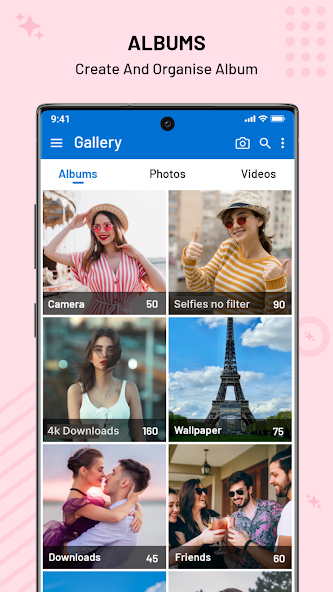 ALBUMS
Create And Organise Album
9:41
Gallery
Albums Photos Videos
Camera 50 Selfies no filter 90
4k Downloads 160 Wallpaper 75
Downloads 45 Friends 60